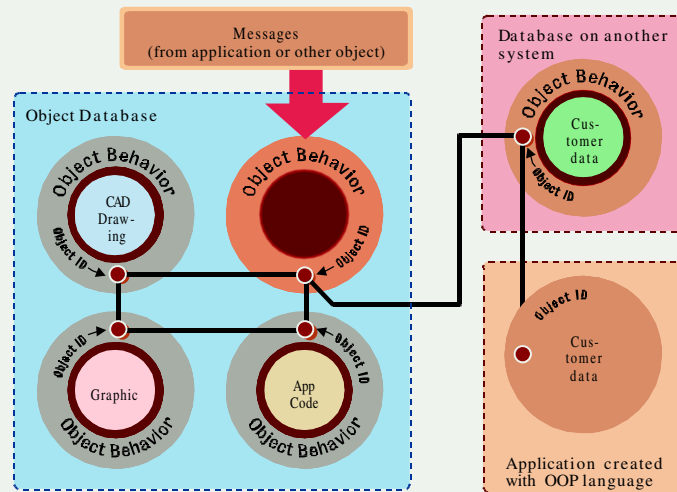 Messages
(from application or other object)
Object Database
Object Behavior
CAD
Draw-
ing
Object ID
Object Behavior
Object ID
Object ID
Graphic
Object Behavior
Object ID
App
Code
Object Behavior
Database on another
system
Object Behavior
Cus-
tomer
data
Object ID
Object ID
Cus-
tomer
data
Application created
with OOP language